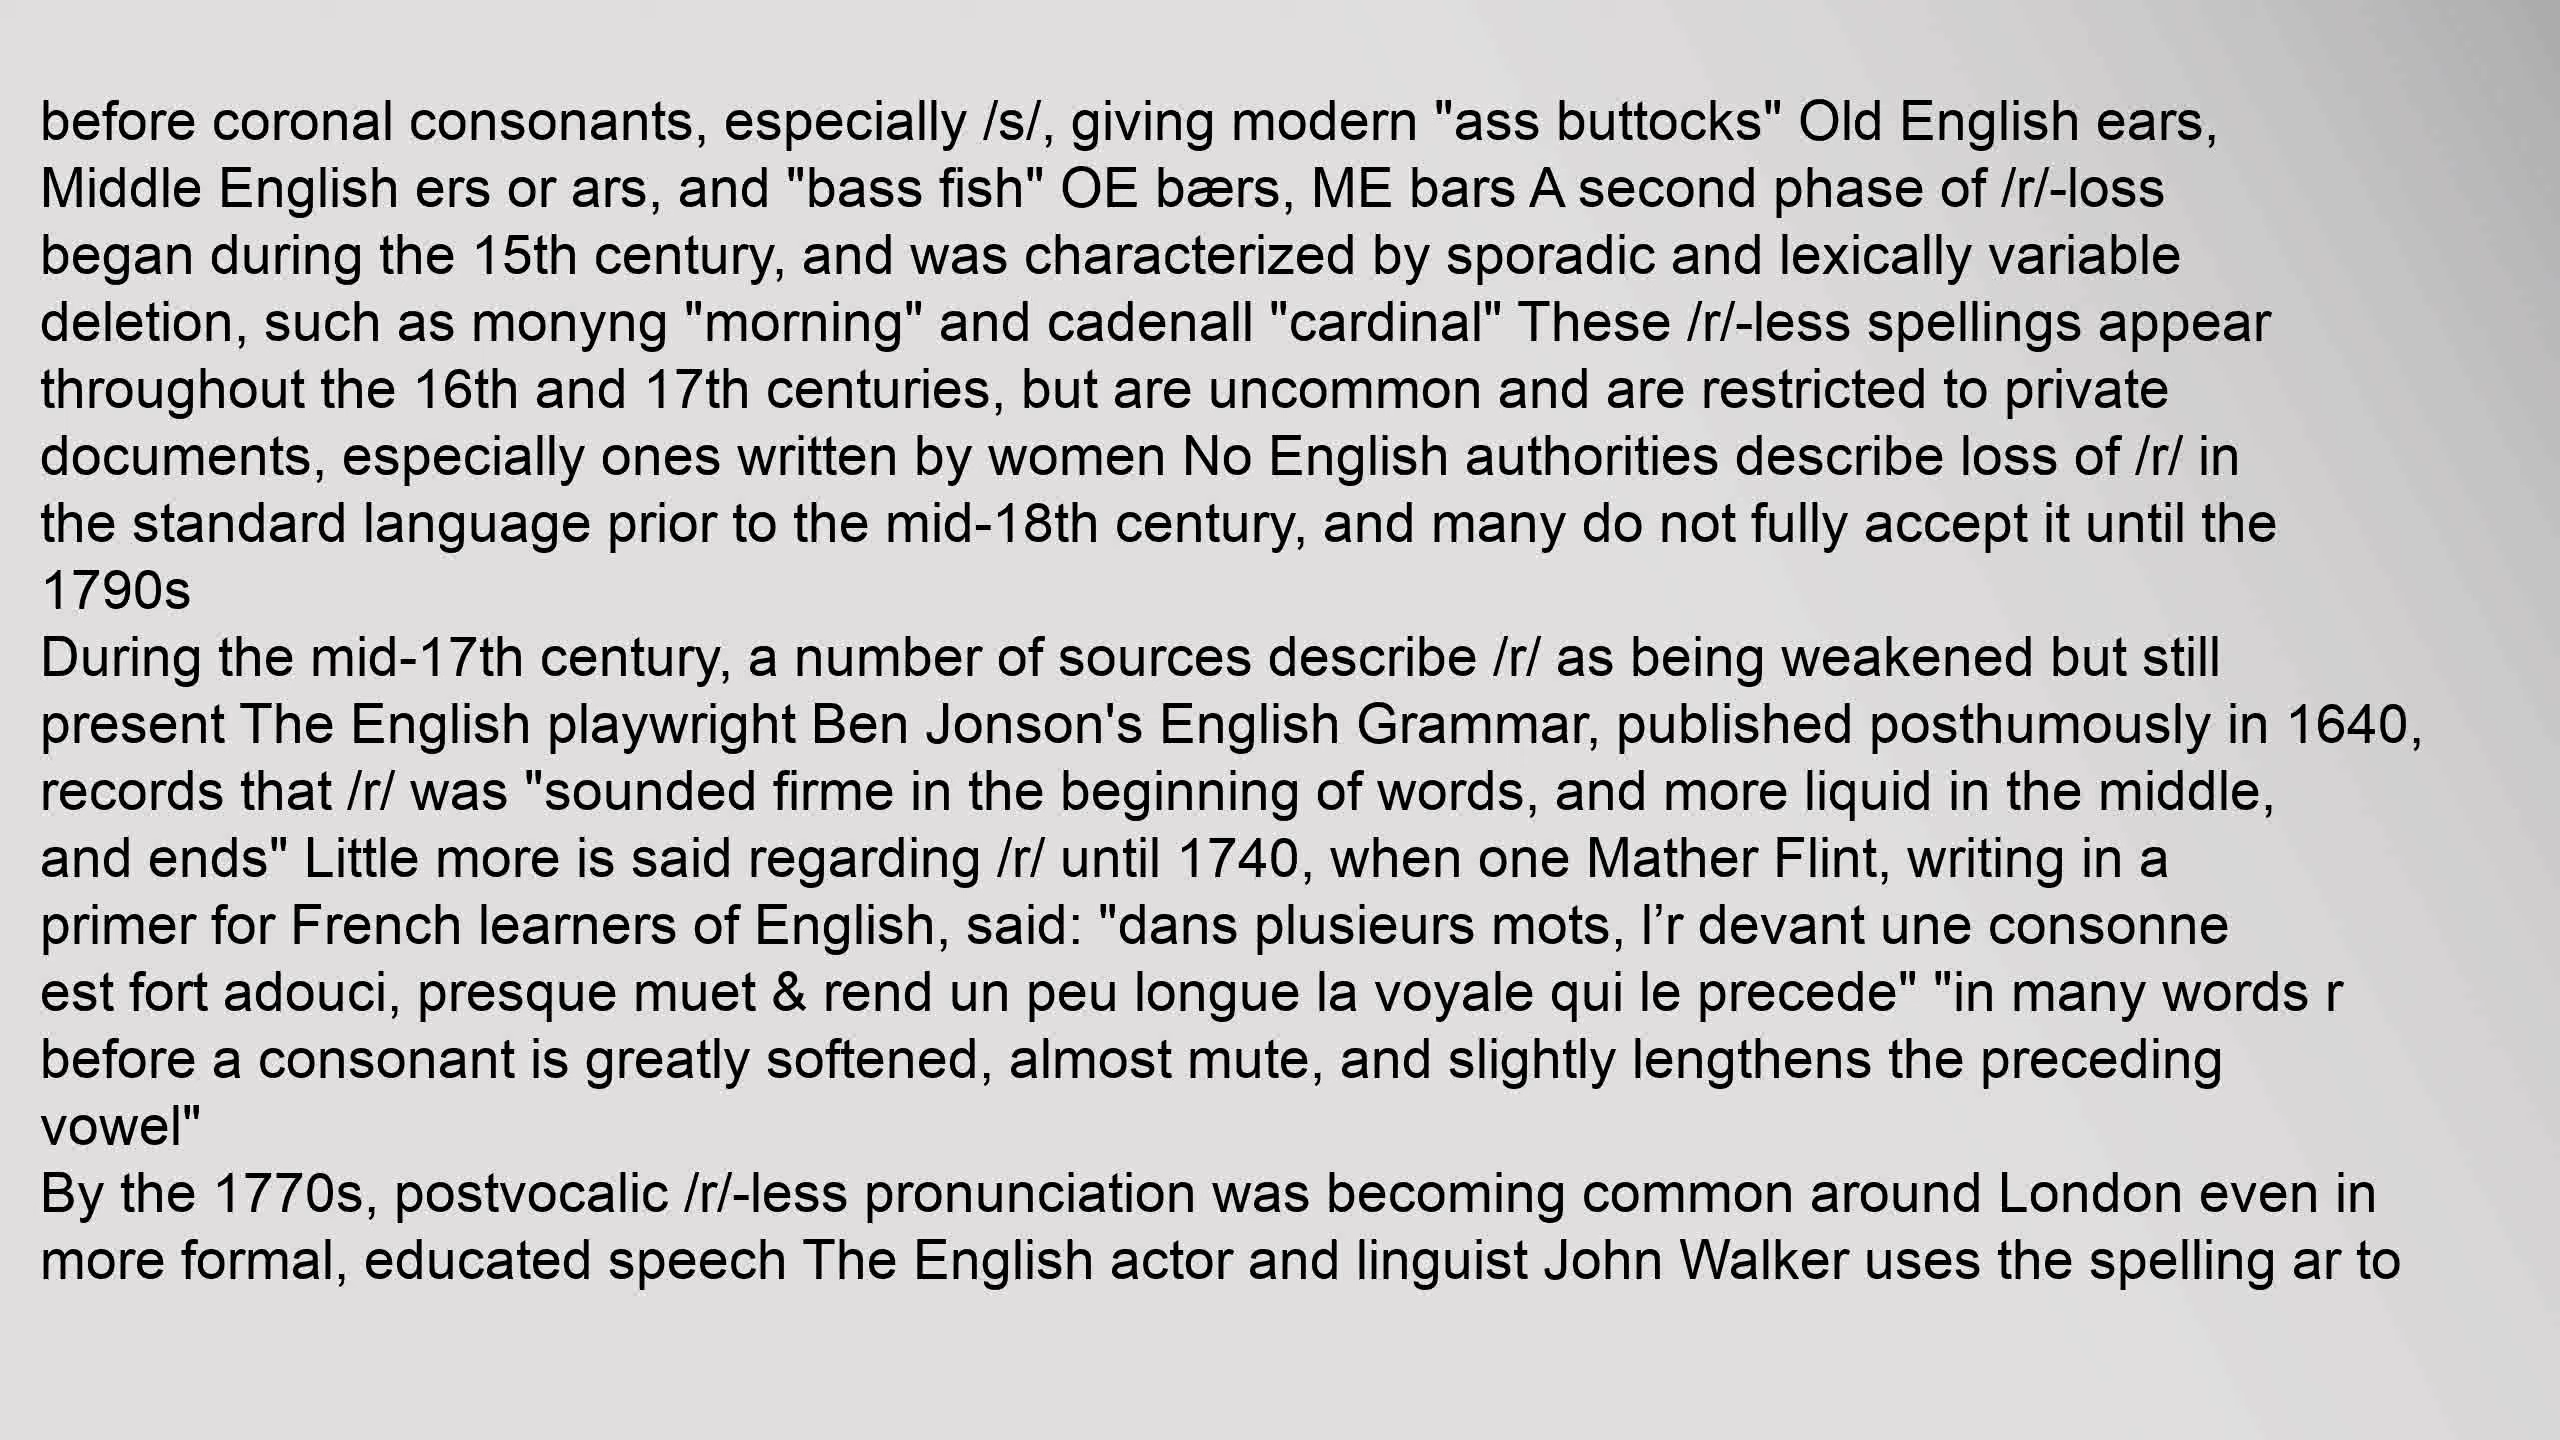 before coronal consonants, especially /s/, giving modern "ass buttocks" Old English ears,
Middle English ers or ars, and "bass fish" OE bærs, ME bars A second phase of /r/-loss
began during the 15th century, and was characterized by sporadic and lexically variable
deletion, such as monyng "morning" and cadenall "cardinal" These /r/-less spellings appear
throughout the 16th and 17th centuries, but are uncommon and are restricted to private
documents, especially ones written by women No English authorities describe loss of /r/ in
the standard language prior to the mid-18th century, and many do not fully accept it until the
1790s
During the mid-17th century, a number of sources describe /r/ as being weakened but still
present The English playwright Ben Jonson's English Grammar, published posthumously in 1640,
records that /r/ was "sounded firme in the beginning of words, and more liquid in the middle,
and ends" Little more is said regarding /r/ until 1740, when one Mather Flint, writing in a
primer for French learners of English, said: "dans plusieurs mots, l’r devant une consonne
est fort adouci, presque muet & rend un peu longue la voyale qui le precede" "in many words r
before a consonant is greatly softened, almost mute, and slightly lengthens the preceding
vowel"
By the 1770s, postvocalic /r/-less pronunciation was becoming common around London even in
more formal, educated speech The English actor and linguist John Walker uses the spelling ar to